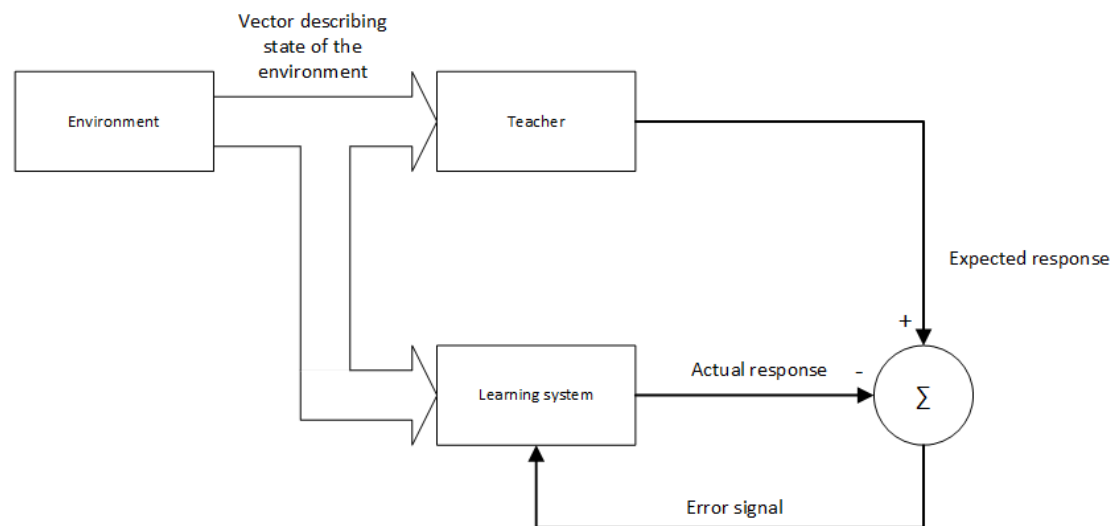 Vector describing
state of the
environment
Environment
Teacher
Expected response
+
Actual response
-
Σ
Learning system
Error signal